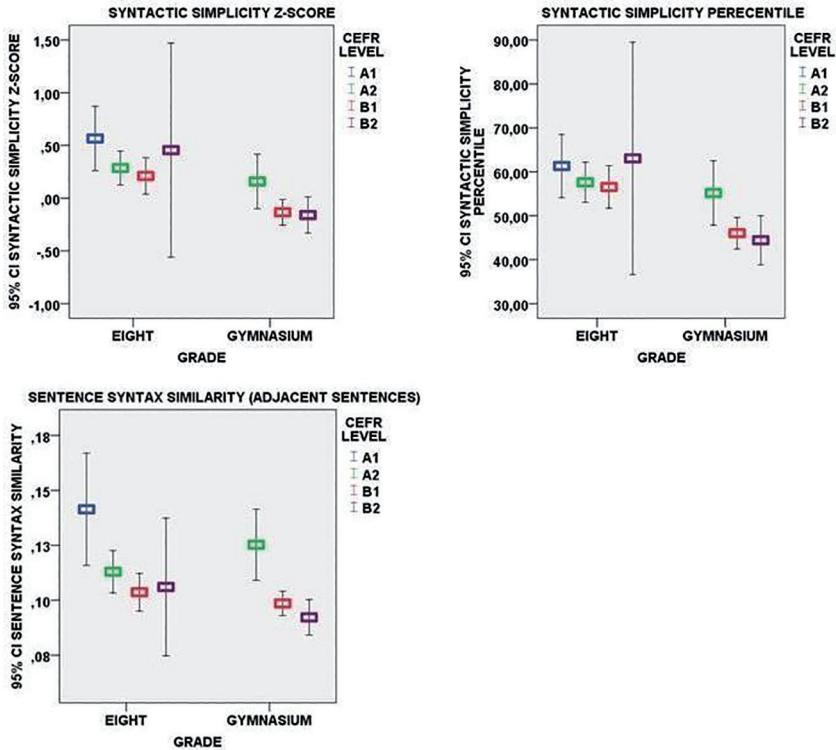 SYNTACTIC SIMPLICITY Z-SCORE
95% CI SYNTACTIC SIMPLICITY Z-SCORE
1,50
1,00
,50
,00
-,50
-1,00
EIGHT GYMNASIUM
GRADE
CEFR
LEVEL
A1
A2
B1
B2
SYNTACTIC SIMPLICITY PERECENTILE
95% CI SYNTACTIC SIMPLICITY
PERCENTILE
90,00
80,00
70,00
60,00
50,00
40,00
30,00
EIGHT GYMNASIUM
GRADE
CEFR
LEVEL
A1
A2
B1
B2
SENTENCE SYNTAX SIMILARITY (ADJACENT SENTENCES)
95% CI SENTENCE SYNTAX SIMILARITY
,18
,15
,13
,10
,08
EIGHT GYMNASIUM
GRADE
CEFR
LEVEL
A1
A2
B1
B2